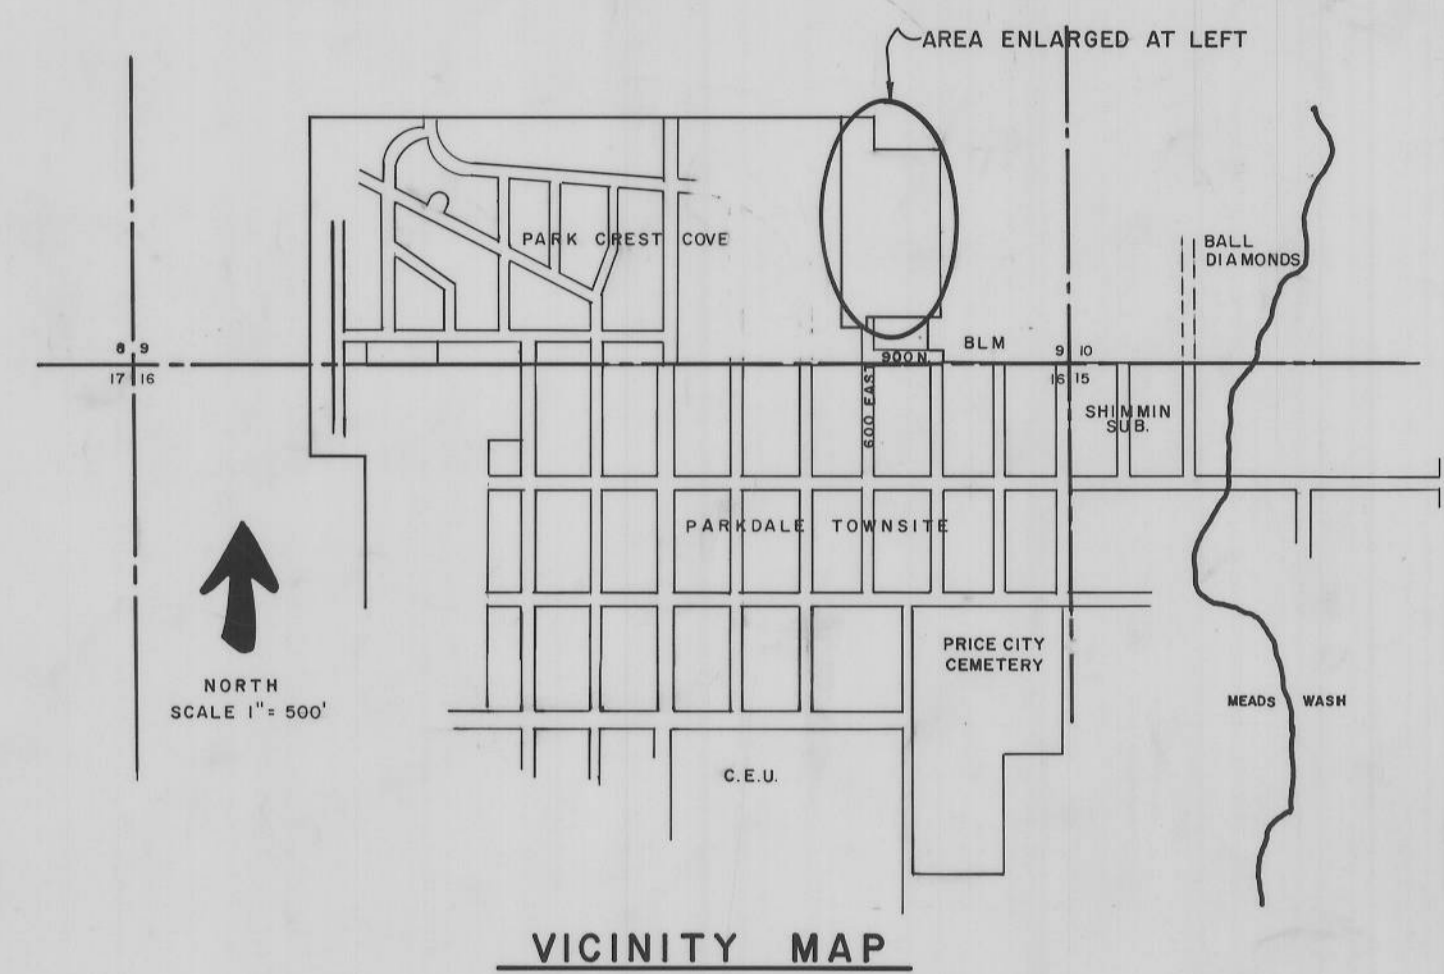 AREA ENLARGED AT LEFT
PARK CREST COVE
BALL
DIAMONDS
8 9
17 16
BLM
900 N.
9 10
16 15
600 EAST
SHIMMIN
SUB.
PARKDALE TOWNSITE
PRICE CITY
CEMETERY
NORTH
SCALE 1" = 500'
MEADS WASH
C.E.U.
VICINITY MAP